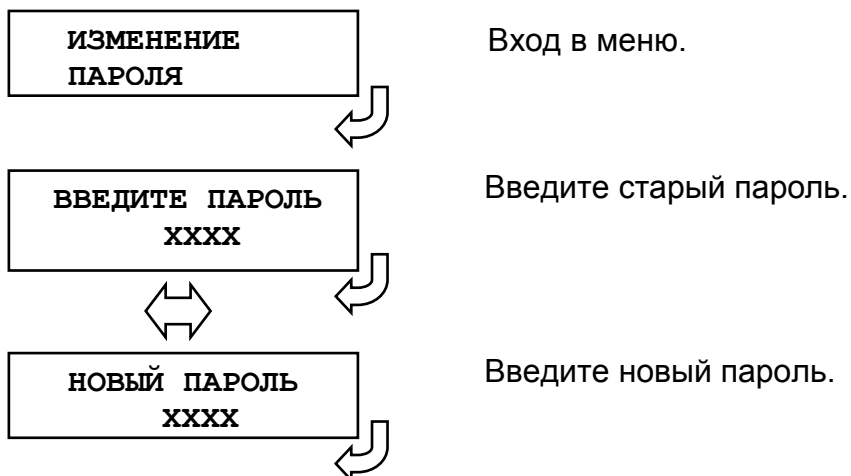 ИЗМЕНЕНИЕ
ПАРОЛЯ
Вход в меню.
ВВЕДИТЕ ПАРОЛЬ
XXXX
Введите старый пароль.
НОВЫЙ ПАРОЛЬ
XXXX
Введите новый пароль.